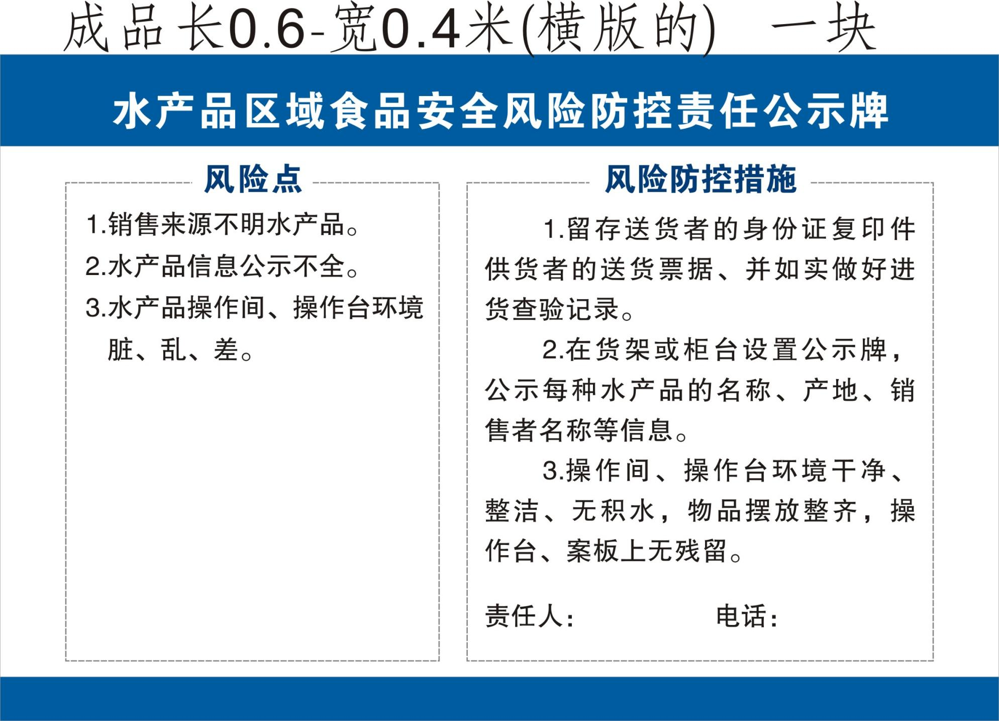 成品长0.6-宽0.4米(横版的) 一块
水产品区域食品安全风险防控责任公示牌
风险点
1.销售来源不明水产品。
2.水产品信息公示不全。
3.水产品操作间、操作台环境
脏、乱、差。
风险防控措施
1.留存送货者的身份证复印件
供货者的送货票据、并如实做好进
货查验记录。
2.在货架或柜台设置公示牌，
公示每种水产品的名称、产地、销
售者名称等信息。
3.操作间、操作台环境干净、
整洁、无积水，物品摆放整齐，操
作台、案板上无残留。
责任人： 电话：